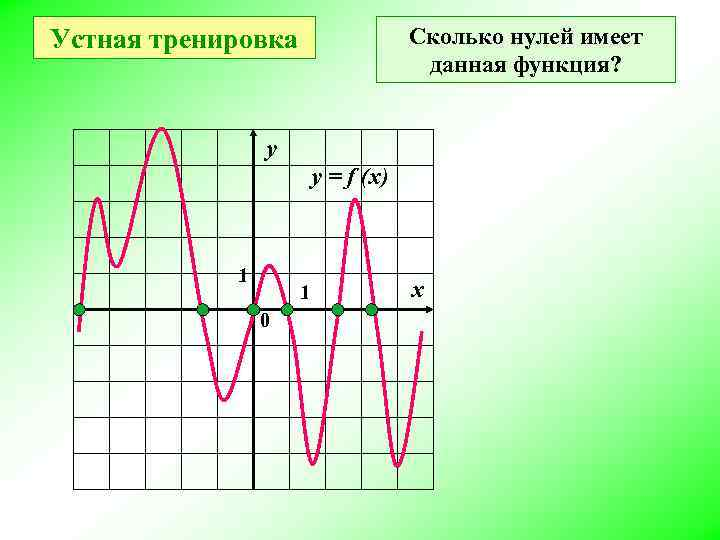 Устная тренировка
Сколько нулей имеет
данная функция?
y
y = f (x)
1
1
x
0